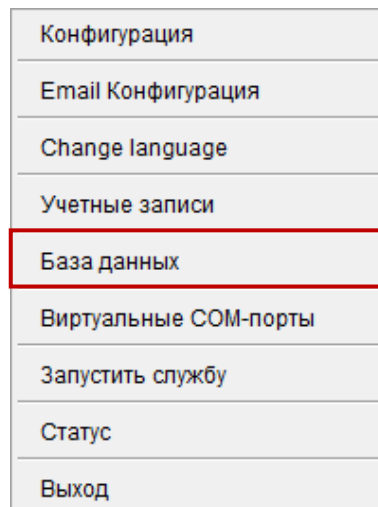 Конфигурация
Email Конфигурация
Change language
Учетные записи
База данных
Виртуальные COM-порты
Запустить службу
Статус
Выход